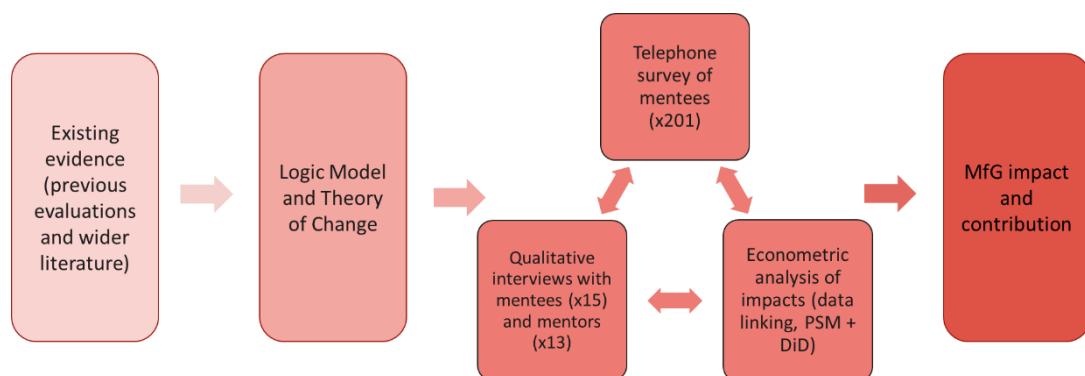 Existing
evidence
(previous
evaluations
and wider
literature)
Logic Model
and Theory
of Change
Telephone
survey of
mentees
(x201)
Qualitative
interviews with
mentees (x15)
and mentors
(x13)
Econometric
analysis of
impacts (data
linking, PSM +
DiD)
MfG impact
and
contribution